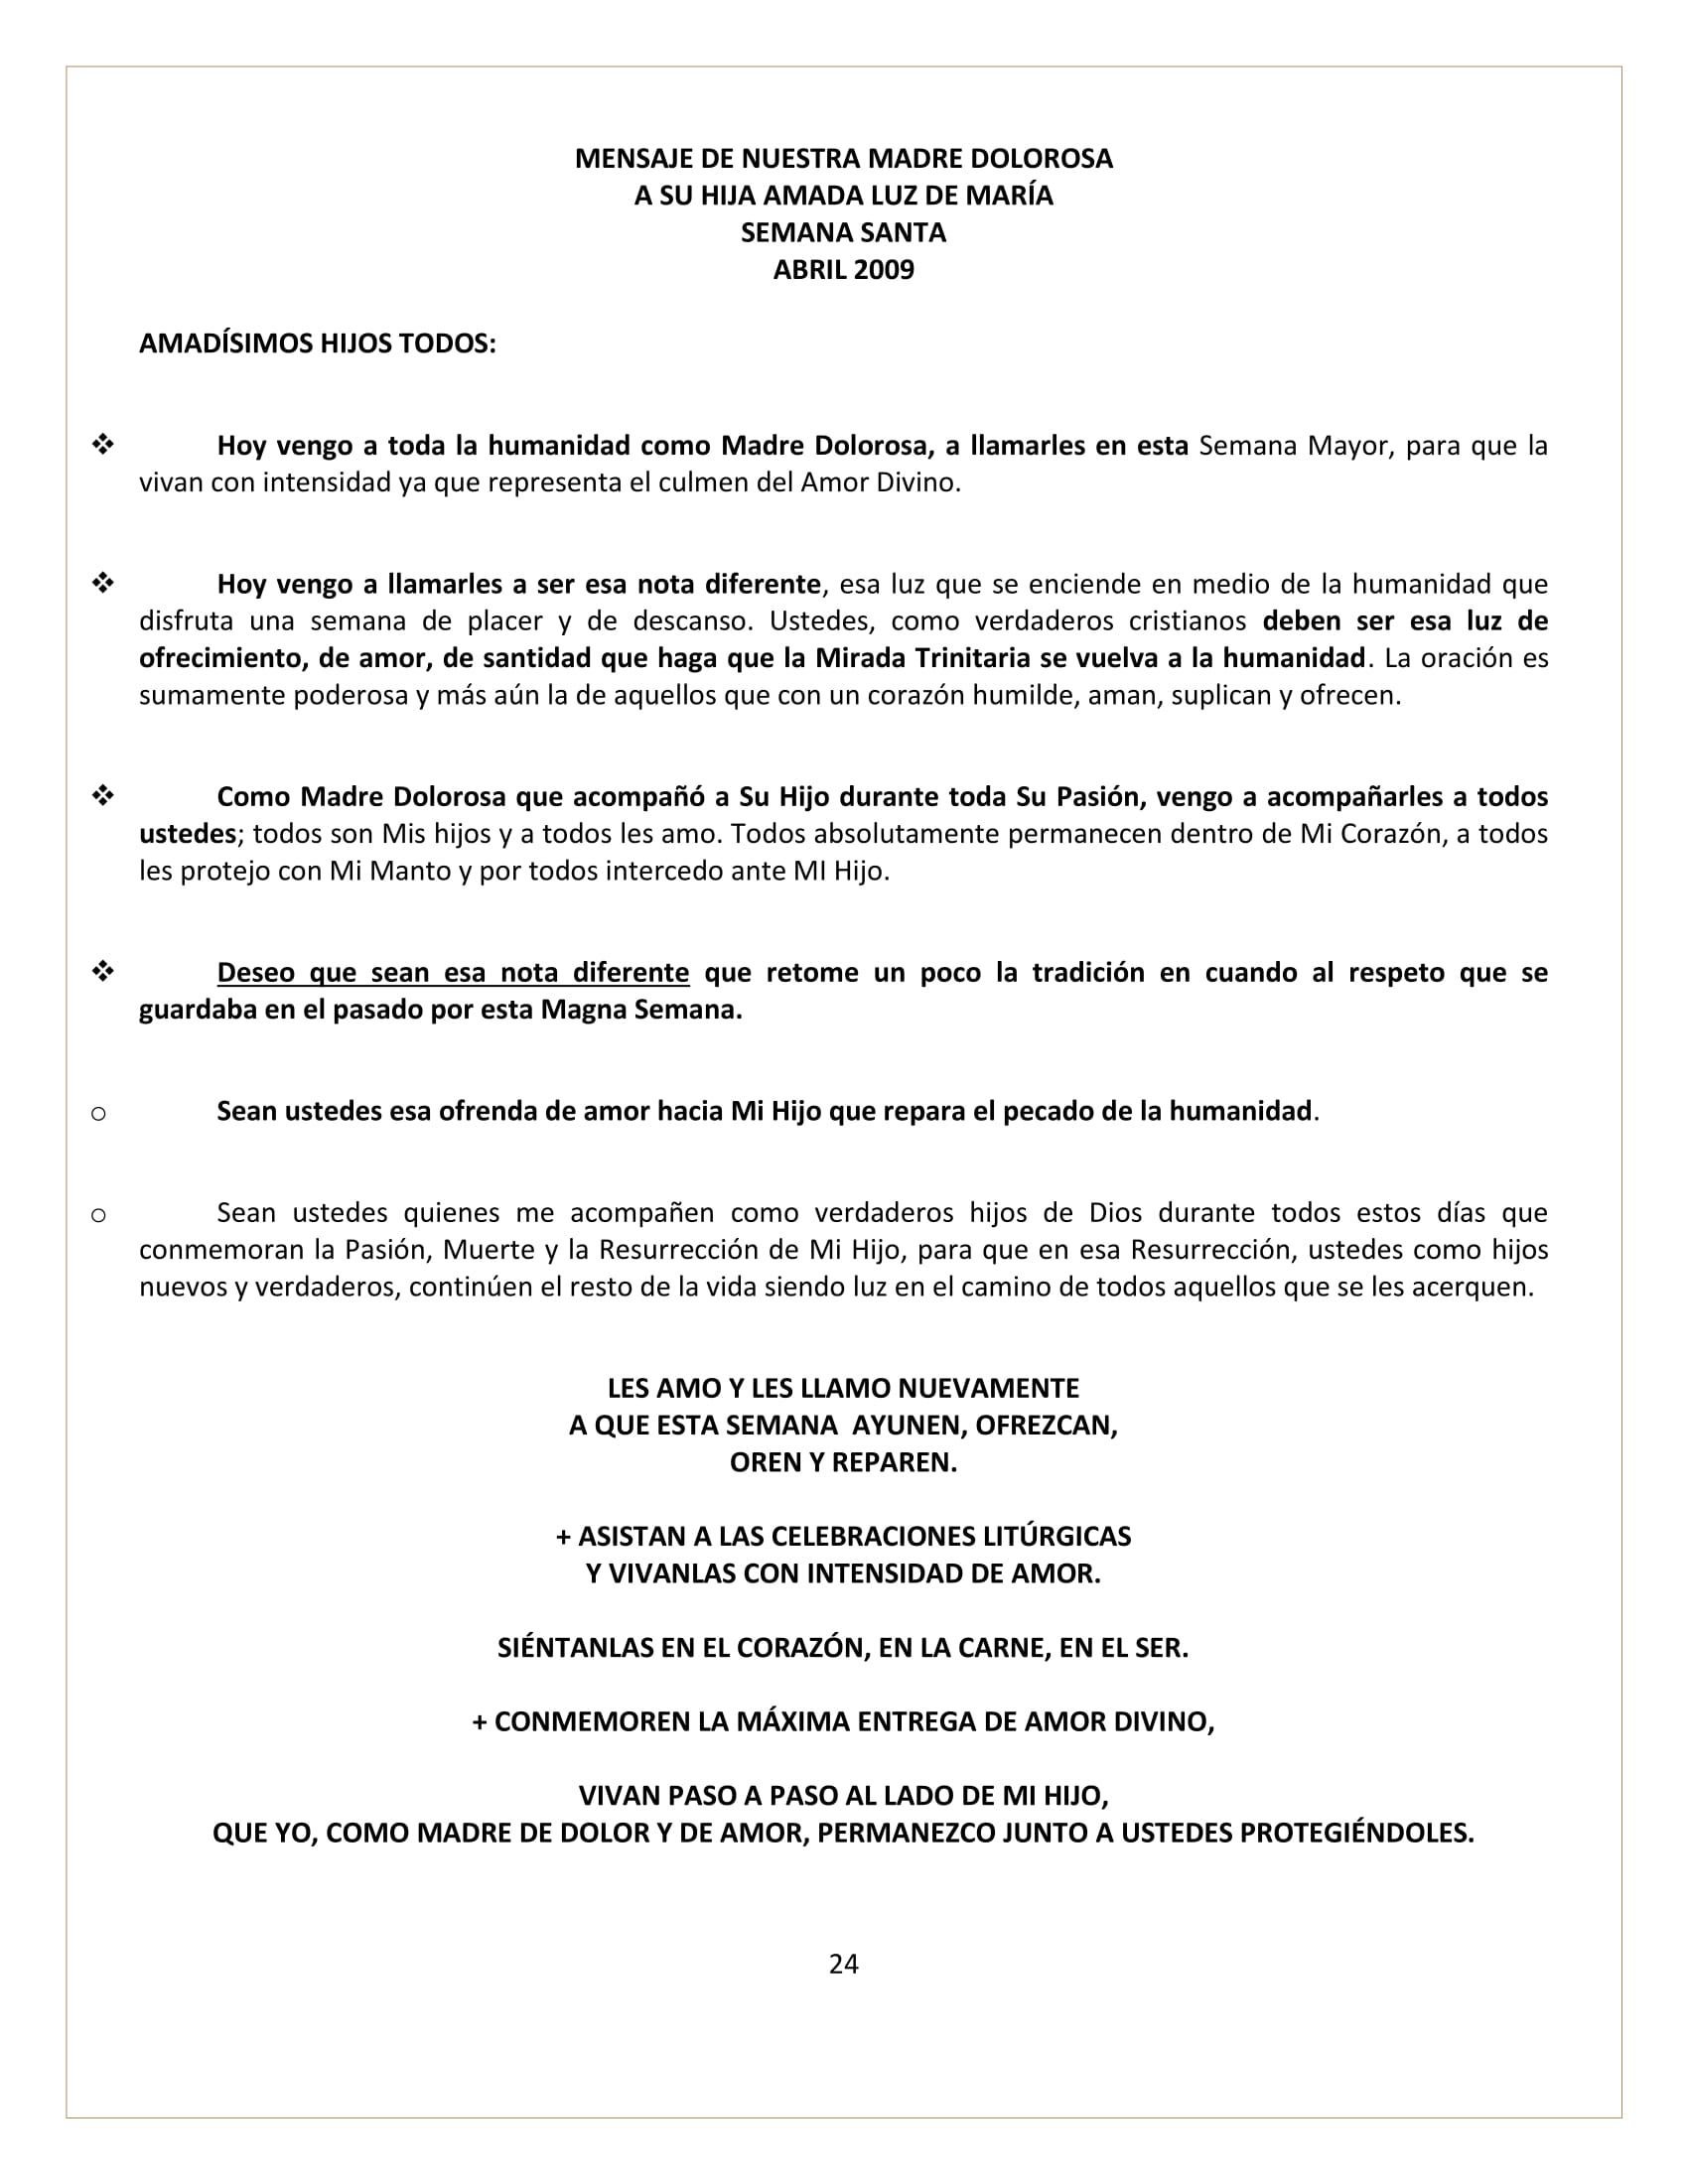 MENSAJE DE NUESTRA MADRE DOLOROSA
A SU HIJA AMADA LUZ DE MARÍA
SEMANA SANTA
ABRIL 2009
AMADÍSIMOS HIJOS TODOS:
❖ Hoy vengo a toda la humanidad como Madre Dolorosa, a llamarles en esta Semana Mayor, para que la
vivan con intensidad ya que representa el culmen del Amor Divino.
❖ Hoy vengo a llamarles a ser esa nota diferente, esa luz que se enciende en medio de la humanidad que
disfruta una semana de placer y de descanso. Ustedes, como verdaderos cristianos deben ser esa luz de
ofrecimiento, de amor, de santidad que haga que la Mirada Trinitaria se vuelva a la humanidad. La oración es
sumamente poderosa y más aún la de aquellos que con un corazón humilde, aman, suplican y ofrecen.
❖ Como Madre Dolorosa que acompañó a Su Hijo durante toda Su Pasión, vengo a acompañarles a todos
ustedes; todos son Mis hijos y a todos les amo. Todos absolutamente permanecen dentro de Mi Corazón, a todos
les protejo con Mi Manto y por todos intercedo ante MI Hijo.
❖ Deseo que sean esa nota diferente que retome un poco la tradición en cuando al respeto que se
guardaba en el pasado por esta Magna Semana.
o Sean ustedes esa ofrenda de amor hacia Mi Hijo que repara el pecado de la humanidad.
o Sean ustedes quienes me acompañen como verdaderos hijos de Dios durante todos estos días que
conmemoran la Pasión, Muerte y la Resurrección de Mi Hijo, para que en esa Resurrección, ustedes como hijos
nuevos y verdaderos, continúen el resto de la vida siendo luz en el camino de todos aquellos que se les acerquen.
LES AMO Y LES LLAMO NUEVAMENTE
A QUE ESTA SEMANA  AYUNEN, OFREZCAN,
OREN Y REPAREN.
+ ASISTAN A LAS CELEBRACIONES LITÚRGICAS
Y VIVANLAS CON INTENSIDAD DE AMOR.
SIÉNTANLAS EN EL CORAZÓN, EN LA CARNE, EN EL SER.
+ CONMEMOREN LA MÁXIMA ENTREGA DE AMOR DIVINO,
VIVAN PASO A PASO AL LADO DE MI HIJO,
QUE YO, COMO MADRE DE DOLOR Y DE AMOR, PERMANEZCO JUNTO A USTEDES PROTEGIÉNDOLES.
24